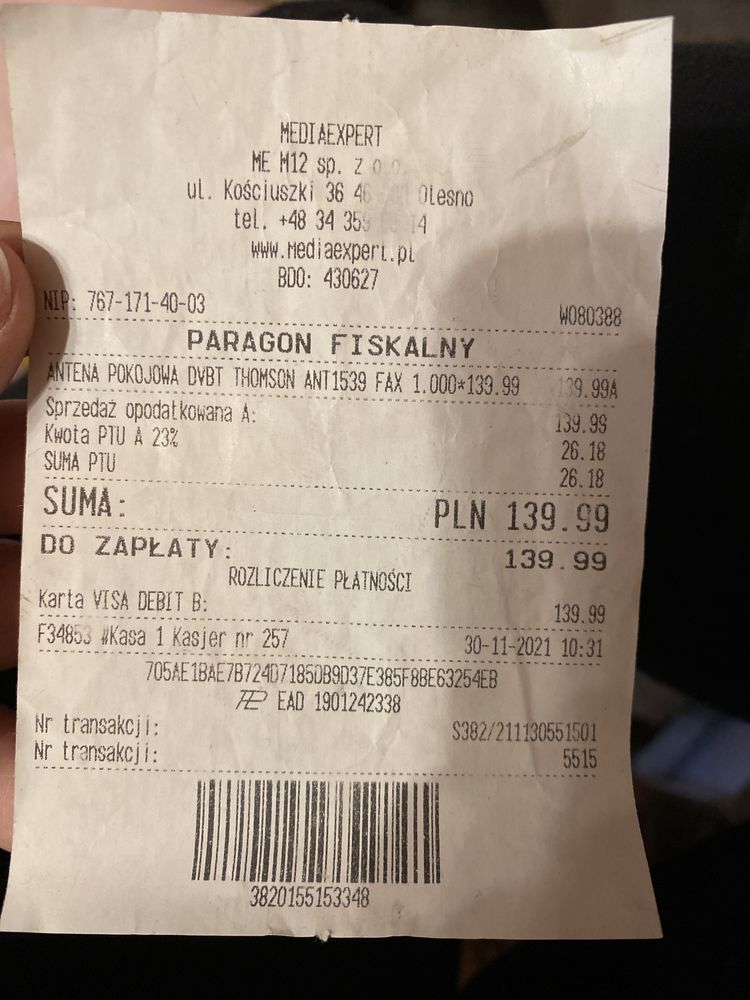 MEDIAEXPERT
ME M12 sp. z o.o.
ul. Kościuszki 36 Olesno
tel. +48 34
www.mediaexpert.pl
BDO: 430627
NIP: 767-171-40-03 W080388
PARAGON FISKALNY
ANTENA POKOJOWA DVBT THOMSON ANT1539 FAX 1.000*139.99 139.99A
Sprzedaż opodatkowana A: 139.99
Kwota PTU A 23% 26.18
SUMA PTU 26.18
SUMA: PLN 139.99
DO ZAPŁATY: 139.99
ROZLICZENIE PŁATNOŚCI
Karta VISA DEBIT B: 139.99
F34853 #Kasa 1 Kasjer nr 257 30-11-2021 10:31
705AE1BAE7B724D7185DB9D37E385F8BE63254EB
EAD 1901242338
Nr transakcji: S382/211130551501
Nr transakcji: 5515
3820155153348